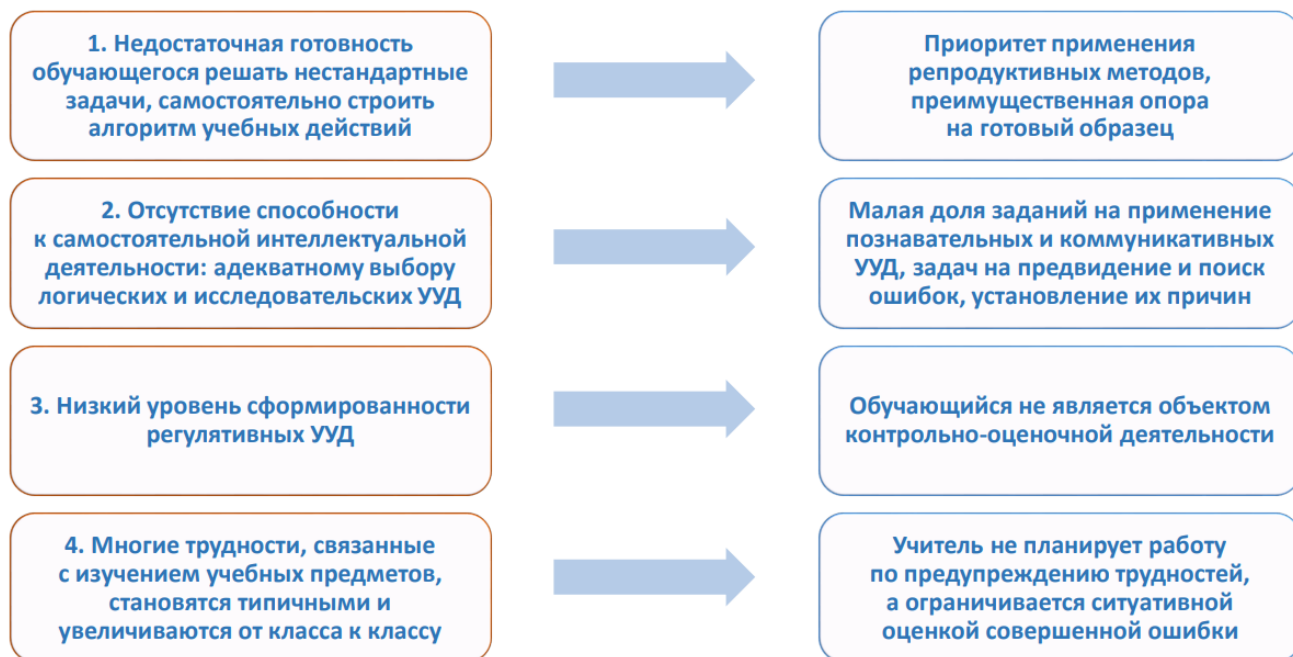 1. Недостаточная готовность
обучающегося решать нестандартные
задачи, самостоятельно строить
алгоритм учебных действий
Приоритет применения
репродуктивных методов,
преимущественная опора
на готовый образец
2. Отсутствие способности
к самостоятельной интеллектуальной
деятельности: адекватному выбору
логических и исследовательских УУД
Малая доля заданий на применение
познавательных и коммуникативных
УУД, задач на предвидение и поиск
ошибок, установление их причин
3. Низкий уровень сформированности
регулятивных УУД
Обучающийся не является объектом
контрольно-оценочной деятельности
4. Многие трудности, связанные
с изучением учебных предметов,
становятся типичными и
увеличиваются от класса к классу
Учитель не планирует работу
по предупреждению трудностей,
а ограничивается ситуативной
оценкой совершенной ошибки